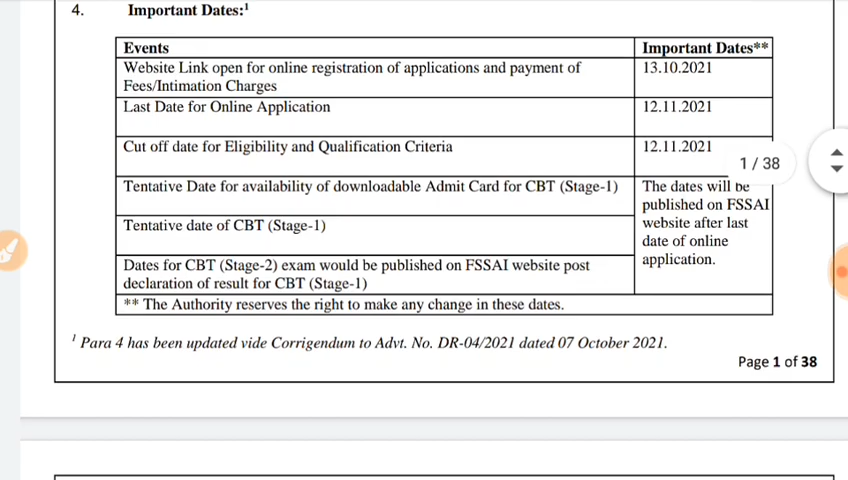 4. Important Dates:¹
Events Important Dates**
Website Link open for online registration of applications and payment of 13.10.2021
Fees/Intimation Charges
Last Date for Online Application 12.11.2021
Cut off date for Eligibility and Qualification Criteria 12.11.2021
1 / 38
Tentative Date for availability of downloadable Admit Card for CBT (Stage-1) The dates will be
published on FSSAI
Tentative date of CBT (Stage-1) website after last
date of online
Dates for CBT (Stage-2) exam would be published on FSSAI website post application.
declaration of result for CBT (Stage-1)
** The Authority reserves the right to make any change in these dates.
¹ Para 4 has been updated vide Corrigendum to Advt. No. DR-04/2021 dated 07 October 2021.
Page 1 of 38